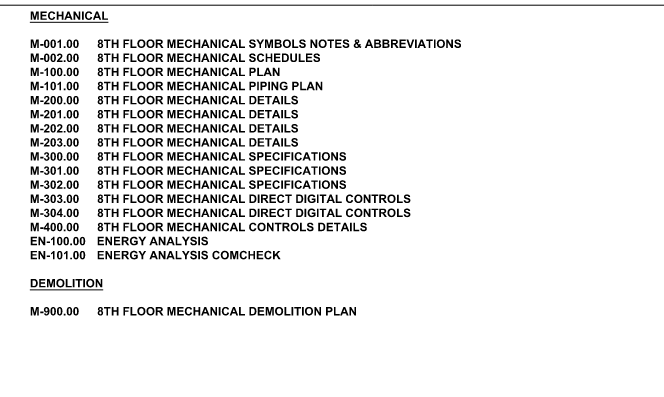 MECHANICAL
M-001.00 8TH FLOOR MECHANICAL SYMBOLS NOTES & ABBREVIATIONS
M-002.00 8TH FLOOR MECHANICAL SCHEDULES
M-100.00 8TH FLOOR MECHANICAL PLAN
M-101.00 8TH FLOOR MECHANICAL PIPING PLAN
M-200.00 8TH FLOOR MECHANICAL DETAILS
M-201.00 8TH FLOOR MECHANICAL DETAILS
M-202.00 8TH FLOOR MECHANICAL DETAILS
M-203.00 8TH FLOOR MECHANICAL DETAILS
M-300.00 8TH FLOOR MECHANICAL SPECIFICATIONS
M-301.00 8TH FLOOR MECHANICAL SPECIFICATIONS
M-302.00 8TH FLOOR MECHANICAL SPECIFICATIONS
M-303.00 8TH FLOOR MECHANICAL DIRECT DIGITAL CONTROLS
M-304.00 8TH FLOOR MECHANICAL DIRECT DIGITAL CONTROLS
M-400.00 8TH FLOOR MECHANICAL CONTROLS DETAILS
EN-100.00 ENERGY ANALYSIS
EN-101.00 ENERGY ANALYSIS COMCHECK
DEMOLITION
M-900.00 8TH FLOOR MECHANICAL DEMOLITION PLAN